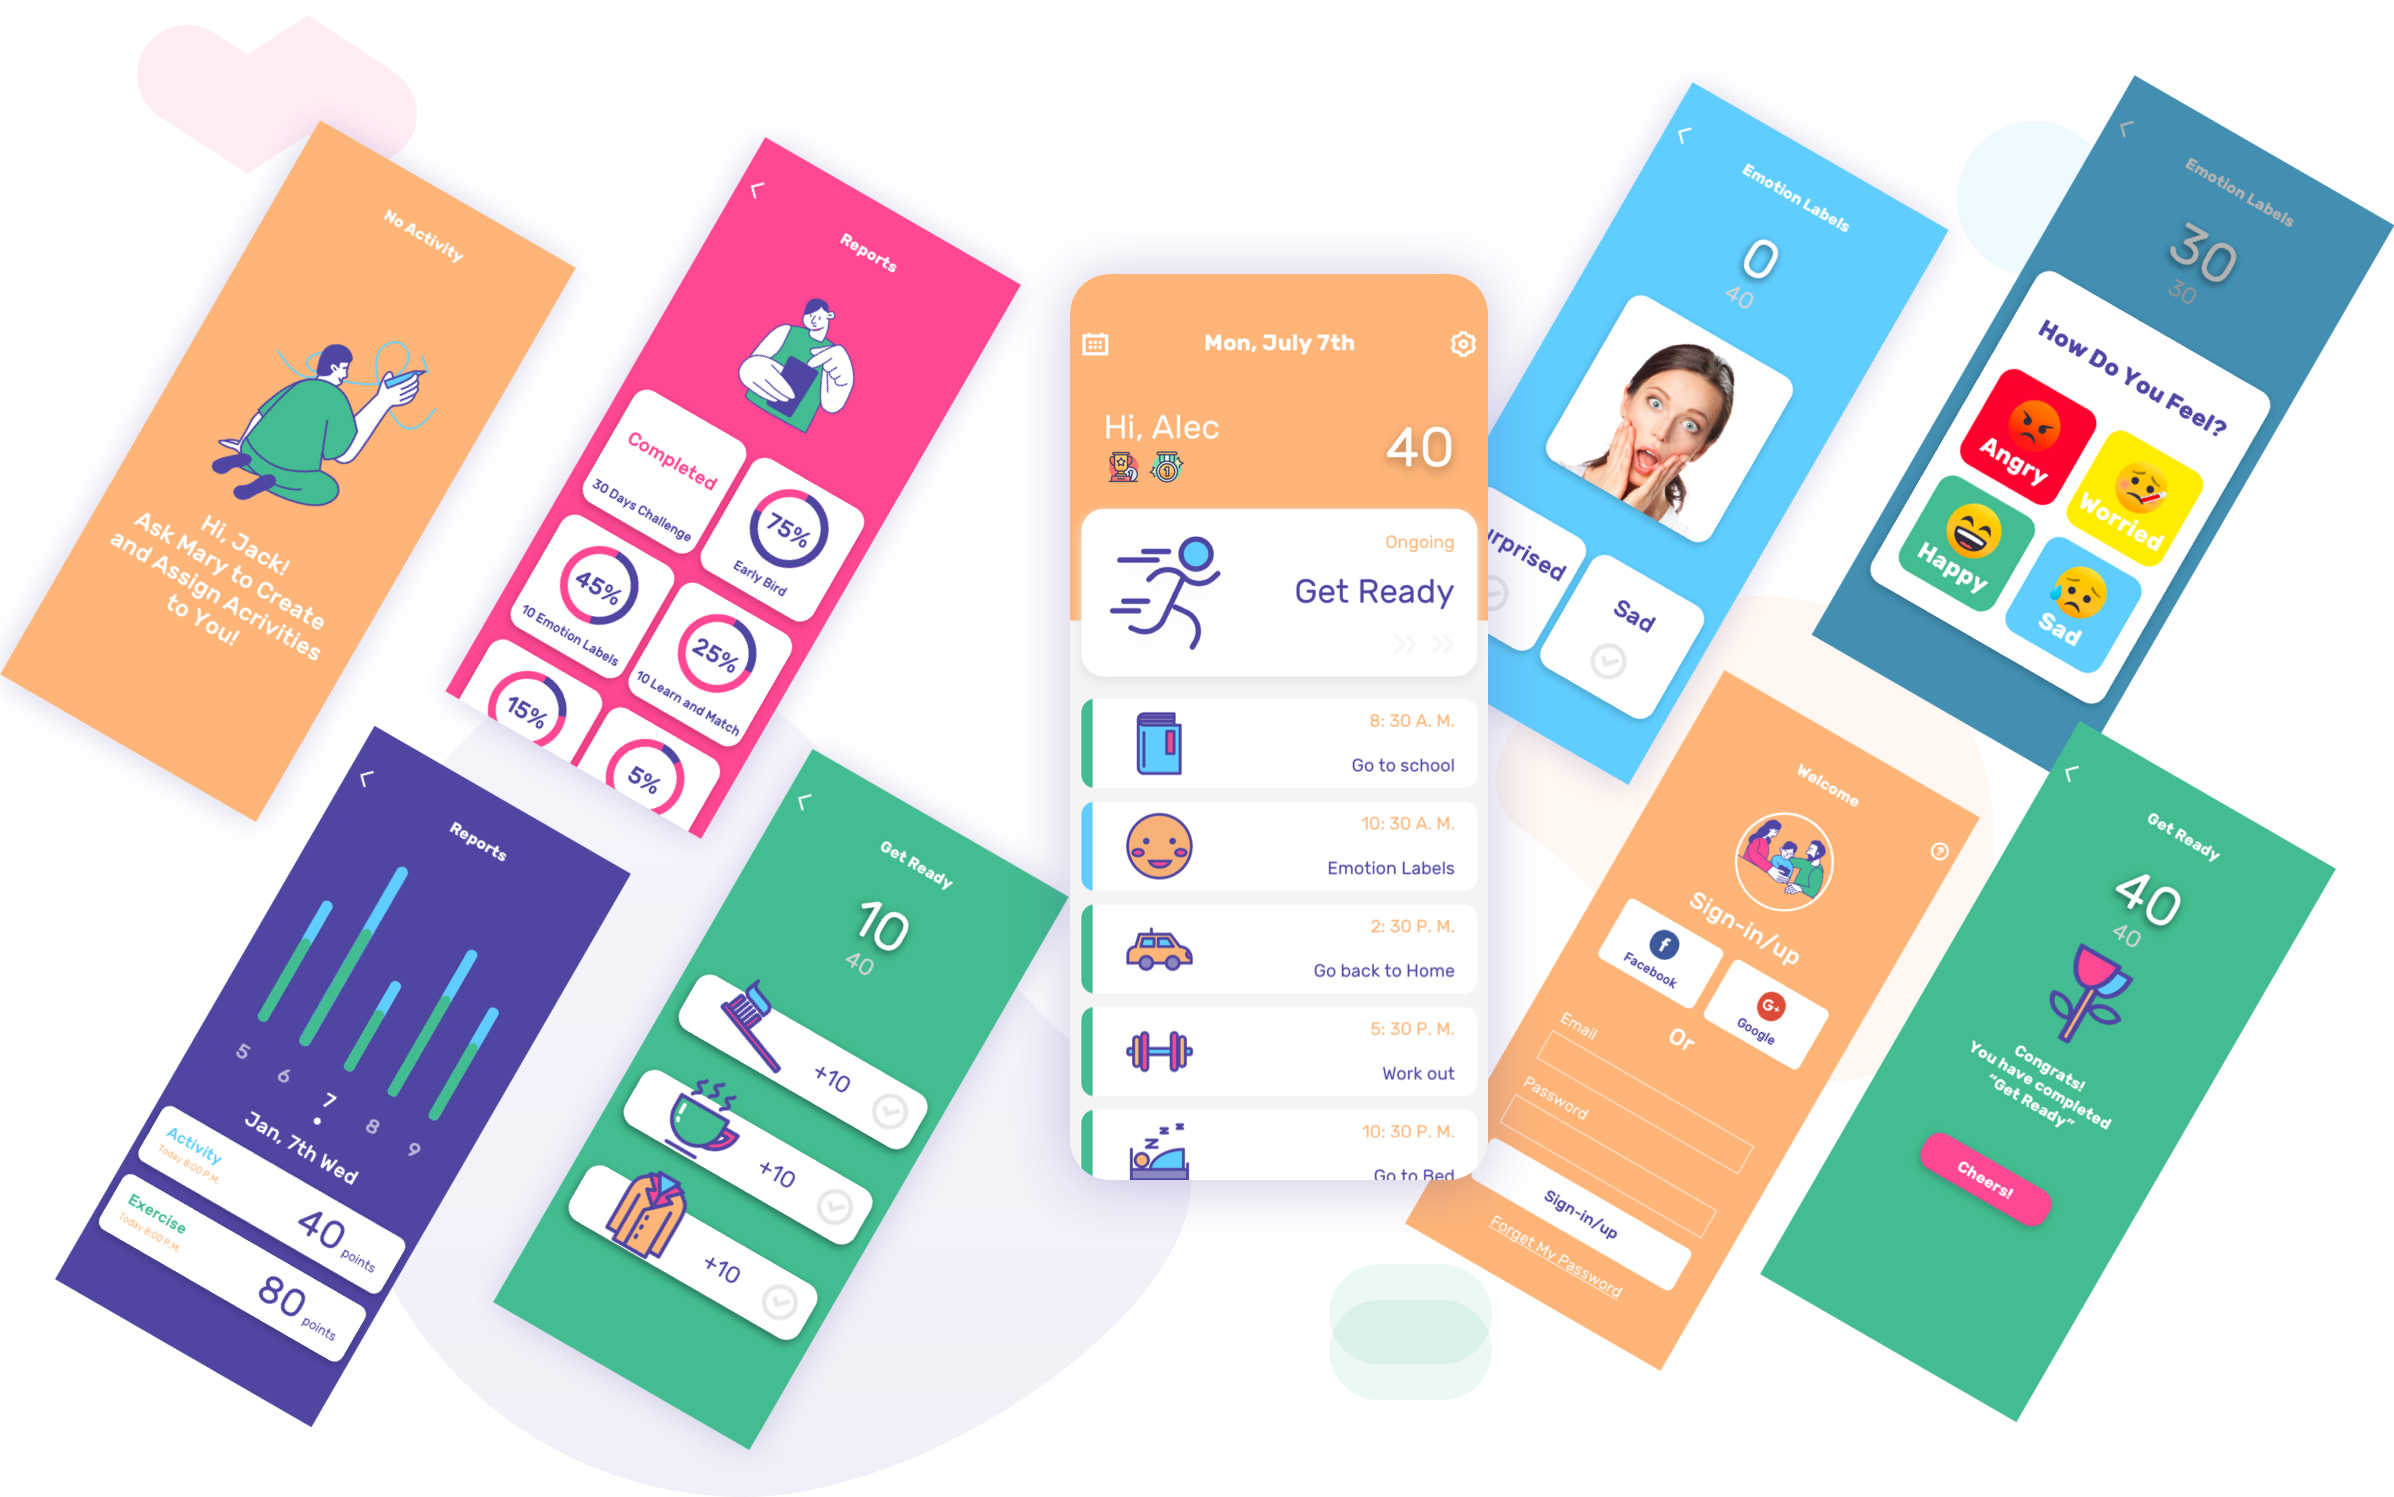 No Activity
Hi, Jack!
Ask Mary to Create
and Assign Acrivities
to You!
Reports
Completed
30 Days Challenge
75%
Early Bird
45%
10 Emotion Labels
25%
10 Learn and Match
15%
5%
Reports
5
6
7
8
9
Jan, 7th Wed
Activity
Today 8:00 P.M.
40 points
Exercise
Today 8:00 P.M.
80 points
Get Ready
10
40
+10
+10
+10
Mon, July 7th
Hi, Alec
40
1
Ongoing
Get Ready
8: 30 A. M.
Go to school
10: 30 A. M.
Emotion Labels
2: 30 P. M.
Go back to Home
5: 30 P. M.
Work out
10: 30 P. M.
Go to Bed
z z z
Emotion Labels
0
40
urprised
Sad
Emotion Labels
30
30
How Do You Feel?
Angry
Worried
Happy
Sad
Welcome
?
Sign-in/up
f
Facebook
G+
Google
Or
Email
Password
Sign-in/up
Forget My Password
Get Ready
40
40
Congrats!
You have completed
“Get Ready”
Cheers!